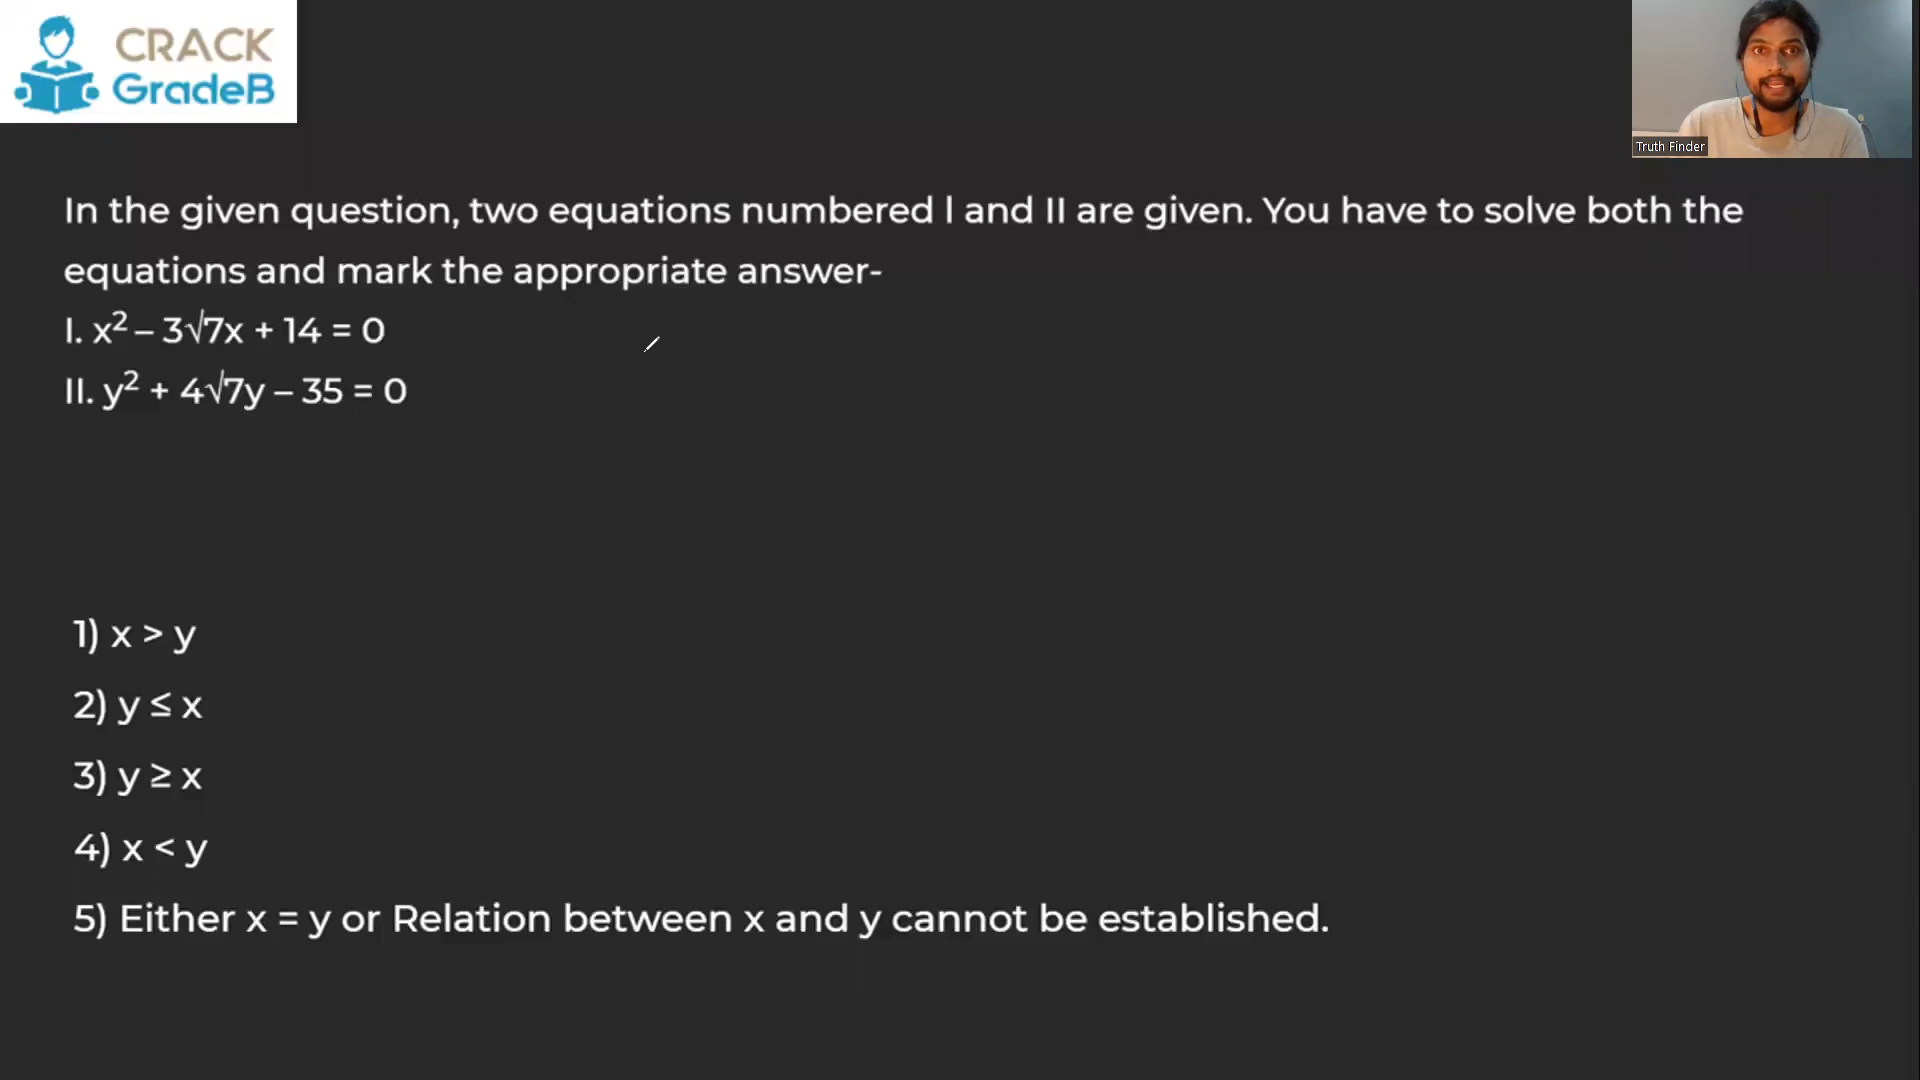 CRACK
GradeB
Truth Finder
In the given question, two equations numbered l and II are given. You have to solve both the
equations and mark the appropriate answer-
I. x² – 3√7x + 14 = 0
II. y² + 4√7y – 35 = 0
1) x > y
2) y ≤ x
3) y ≥ x
4) x < y
5) Either x = y or Relation between x and y cannot be established.